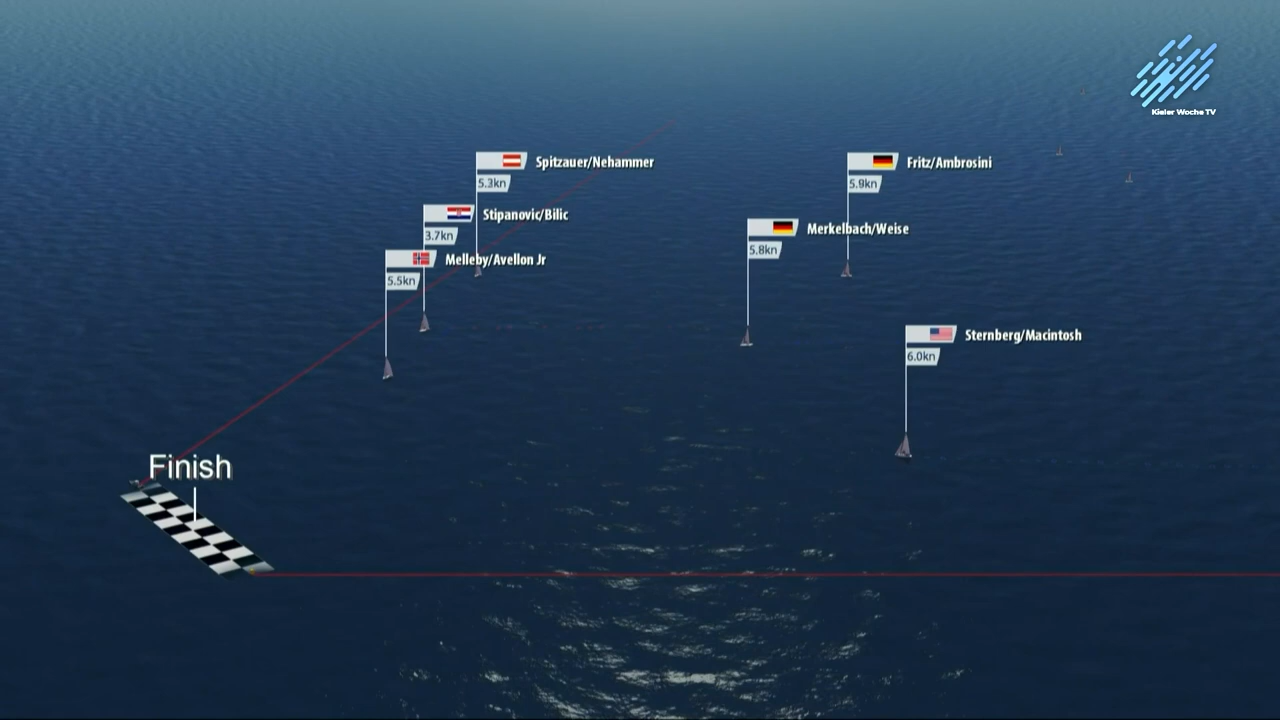 Kieler Woche TV
Spitzauer/Nehammer
5.3kn
Fritz/Ambrosini
5.9kn
Stipanovic/Bilic
3.7kn
Merkelbach/Weise
5.8kn
Melleby/Avellon Jr
5.5kn
Sternberg/Macintosh
6.0kn
Finish